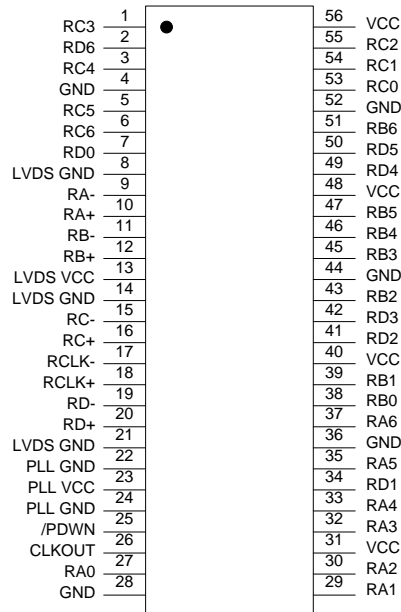 RC3 1 56 VCC
RD6 2 55 RC2
RC4 3 54 RC1
GND 4 53 RC0
RC5 5 52 GND
RC6 6 51 RB6
RD0 7 50 RD5
LVDS GND 8 49 RD4
RA- 9 48 VCC
RA+ 10 47 RB5
RB- 11 46 RB4
RB+ 12 45 RB3
LVDS VCC 13 44 GND
LVDS GND 14 43 RB2
RC- 15 42 RD3
RC+ 16 41 RD2
RCLK- 17 40 VCC
RCLK+ 18 39 RB1
RD- 19 38 RB0
RD+ 20 37 RA6
LVDS GND 21 36 GND
PLL GND 22 35 RA5
PLL VCC 23 34 RD1
PLL GND 24 33 RA4
/PDWN 25 32 RA3
CLKOUT 26 31 VCC
RA0 27 30 RA2
GND 28 29 RA1